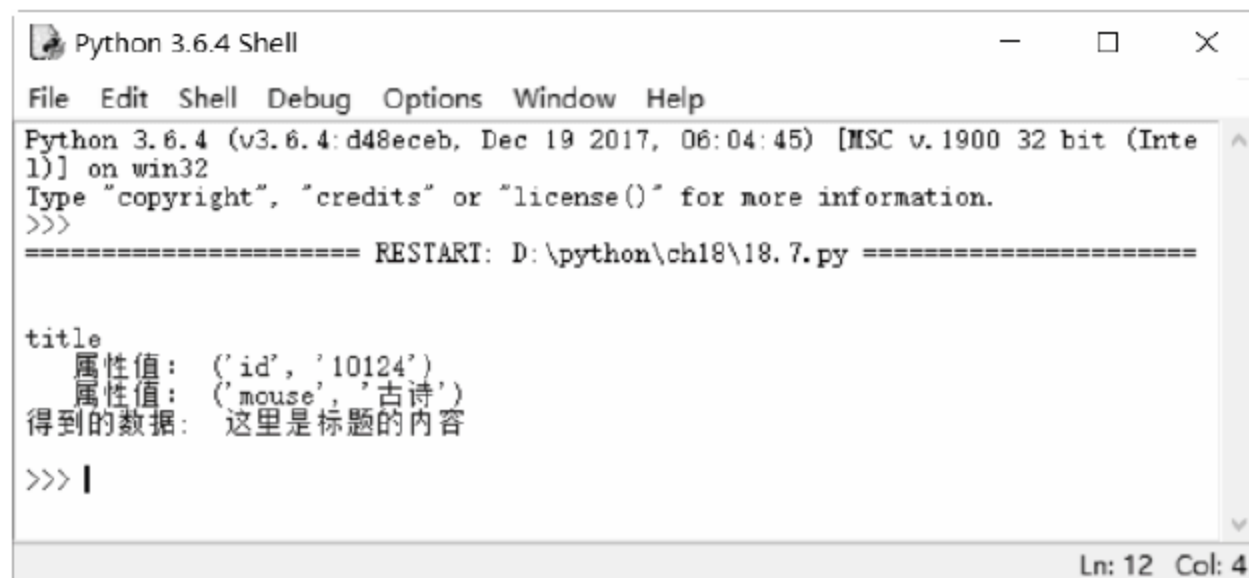 Python 3.6.4 Shell
File Edit Shell Debug Options Window Help
Python 3.6.4 (v3.6.4:d48eceb, Dec 19 2017, 06:04:45) [MSC v.1900 32 bit (Inte
l)] on win32
Type "copyright", "credits" or "license()" for more information.
>>>
====================== RESTART: D:\python\ch18\18.7.py ======================
title
   属性值： ('id', '10124')
   属性值： ('mouse', '古诗')
得到的数据： 这里是标题的内容
>>>
Ln: 12 Col: 4